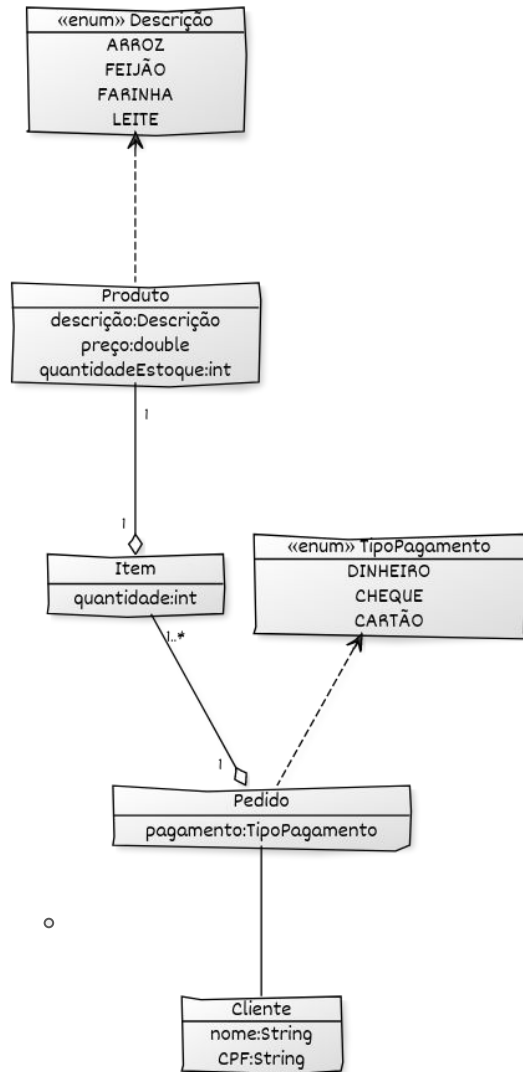 «enum» Descrição
ARROZ
FEIJÃO
FARINHA
LEITE
Produto
descrição:Descrição
preço:double
quantidadeEstoque:int
1
1
Item
quantidade:int
1..*
«enum» TipoPagamento
DINHEIRO
CHEQUE
CARTÃO
1
Pedido
pagamento:TipoPagamento
Cliente
nome:String
CPF:String